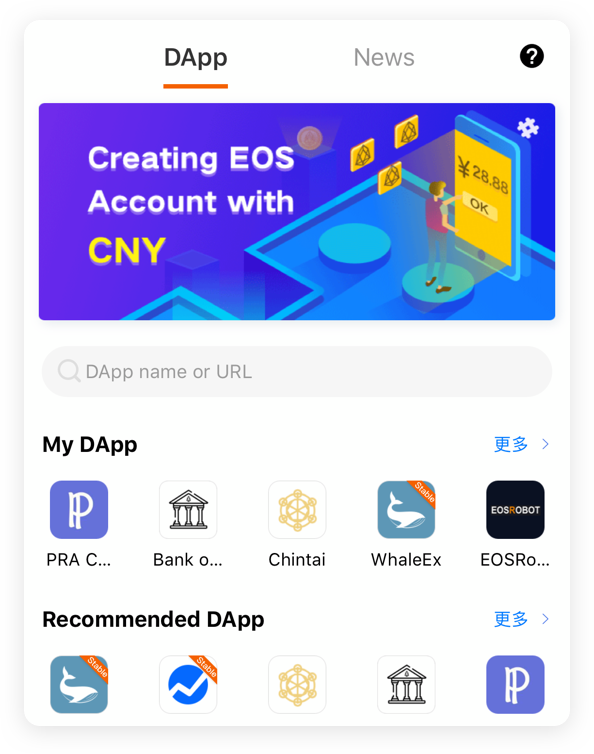 DApp News ?
Creating EOS
Account with
CNY
¥ 28.88
OK
DApp name or URL
My DApp 更多 >
Stable
EOSROBOT
PRA C... Bank o... Chintai WhaleEx EOSRo...
Recommended DApp 更多 >
Stable Stable